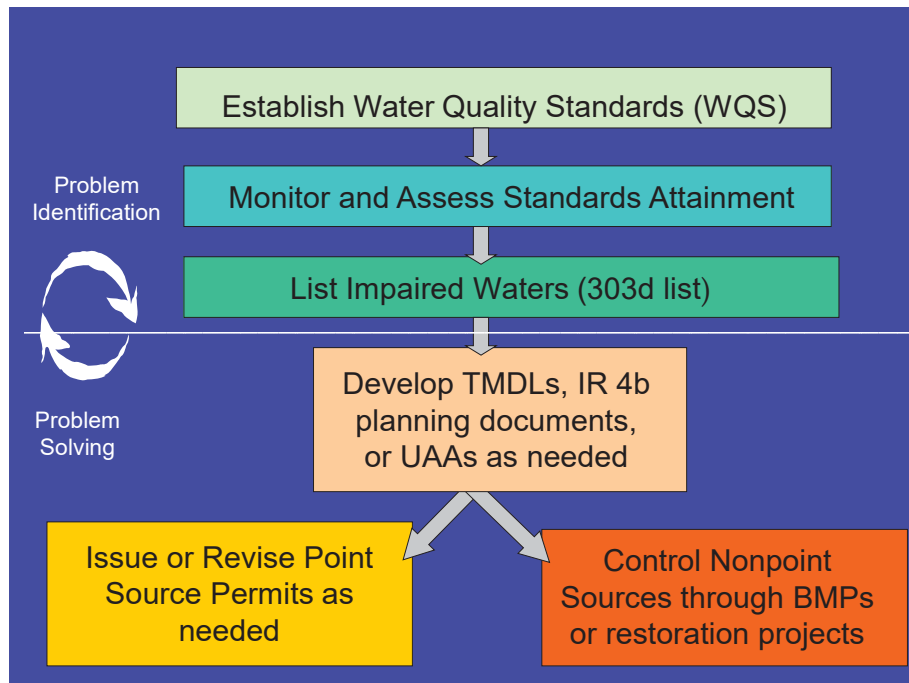 Establish Water Quality Standards (WQS)
Problem
Identification
Monitor and Assess Standards Attainment
List Impaired Waters (303d list)
Develop TMDLs, IR 4b
planning documents,
or UAAs as needed
Problem
Solving
Issue or Revise Point
Source Permits as
needed
Control Nonpoint
Sources through BMPs
or restoration projects